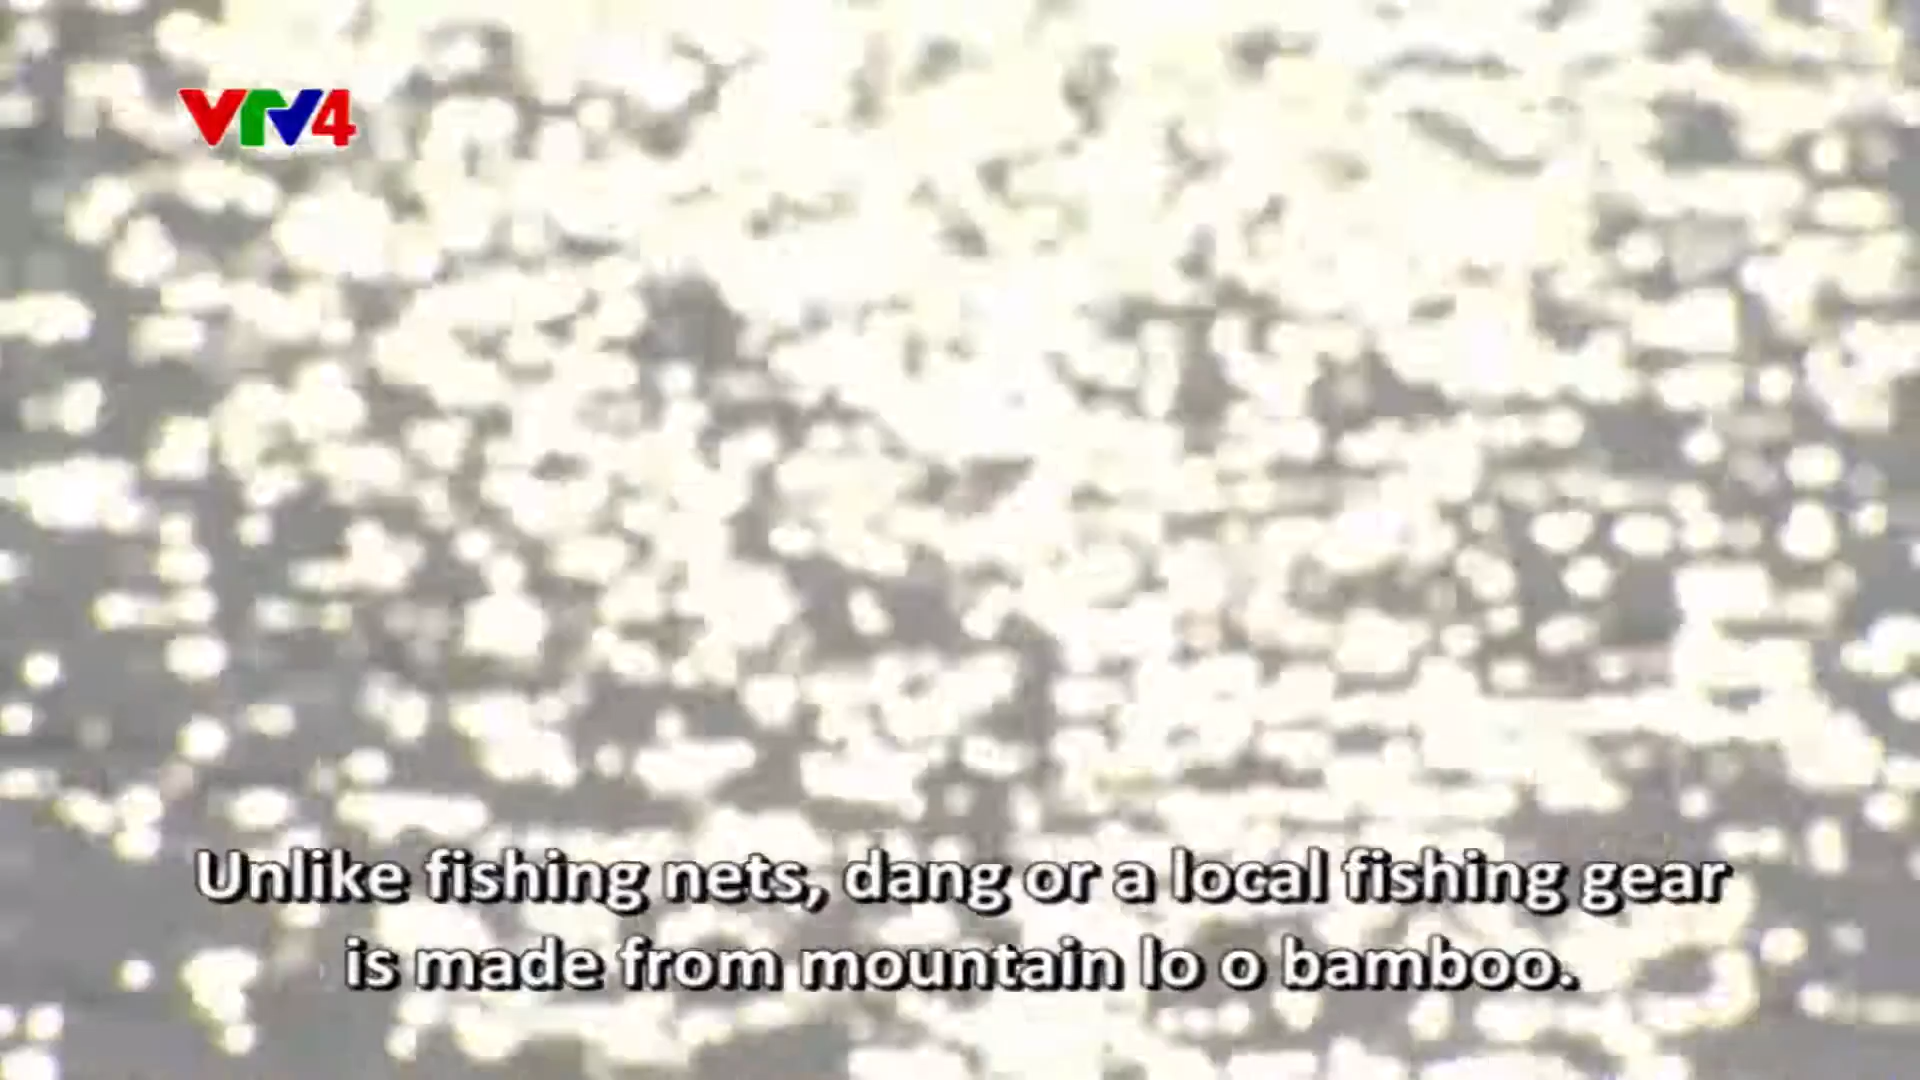 VTV4
Unlike fishing nets, dang or a local fishing gear
is made from mountain lo o bamboo.